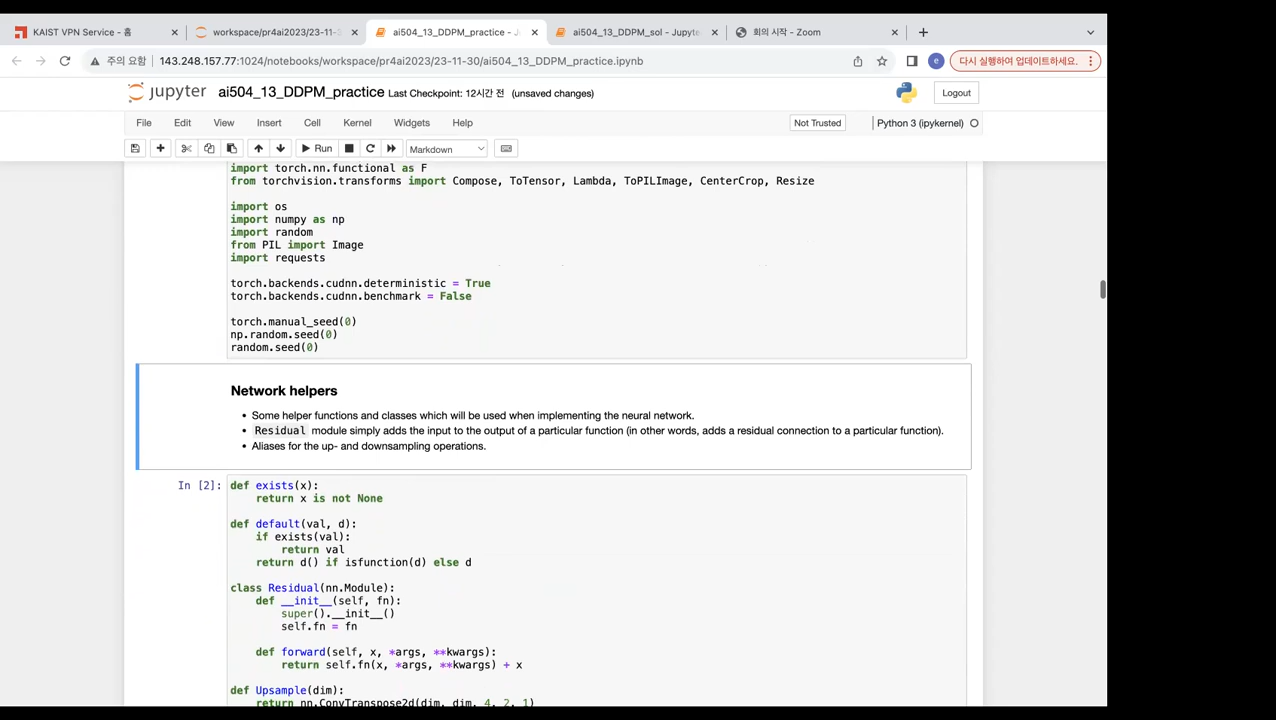 KAIST VPN Service - 홈
workspace/pr4ai2023/23-11-3
ai504_13_DDPM_practice - J
ai504_13_DDPM_sol - Jupyte
회의 시작 - Zoom
주의 요함
143.248.157.77:1024/notebooks/workspace/pr4ai2023/23-11-30/ai504_13_DDPM_practice.ipynb
e
다시 실행하여 업데이트하세요.
jupyter
ai504_13_DDPM_practice Last Checkpoint: 12시간 전 (unsaved changes)
Logout
File Edit View Insert Cell Kernel Widgets Help
Not Trusted
Python 3 (ipykernel)
Run
Markdown
import torch.nn.functional as F
from torchvision.transforms import Compose, ToTensor, Lambda, ToPILImage, CenterCrop, Resize
import os
import numpy as np
import random
from PIL import Image
import requests
torch.backends.cudnn.deterministic = True
torch.backends.cudnn.benchmark = False
torch.manual_seed(0)
np.random.seed(0)
random.seed(0)
Network helpers
• Some helper functions and classes which will be used when implementing the neural network.
• Residual module simply adds the input to the output of a particular function (in other words, adds a residual connection to a particular function).
• Aliases for the up- and downsampling operations.
In [2]:
def exists(x):
return x is not None
def default(val, d):
if exists(val):
return val
return d() if isfunction(d) else d
class Residual(nn.Module):
def __init__(self, fn):
super().__init__()
self.fn = fn
def forward(self, x, *args, **kwargs):
return self.fn(x, *args, **kwargs) + x
def Upsample(dim):
return nn.ConvTranspose2d(dim, dim, 4, 2, 1)